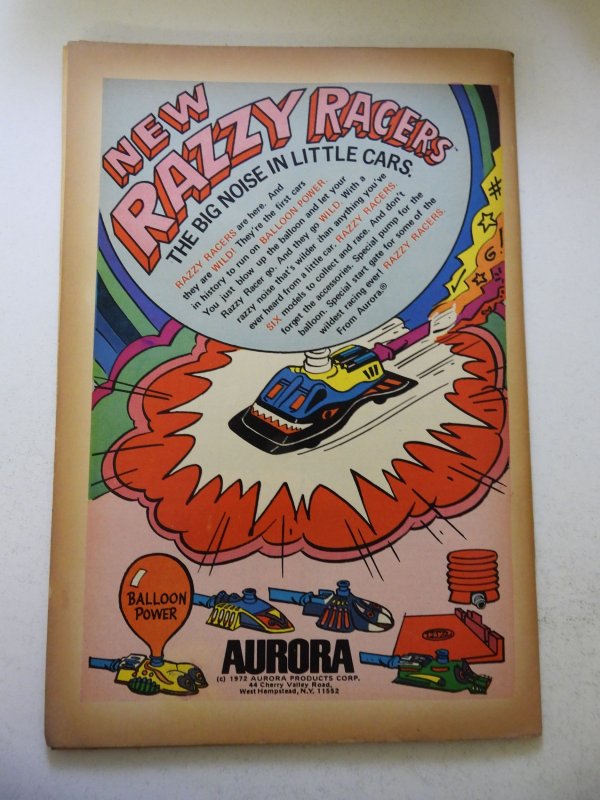 NEW
RAZZY RACERS™
THE BIG NOISE IN LITTLE CARS.
RAZZY RACERS are here. And
they are WILD! They're the first cars
in history to run on BALLOON POWER.
You just blow up the balloon and let your
Razzy Racer go. And they go WILD. With a
razzy noise that's wilder than anything you've
ever heard from a little car. RAZZY RACERS.
SIX models to collect and race. And don't
forget the accessories. Special pump for the
balloon. Special start gate for some of the
wildest racing ever! RAZZY RACERS.
From Aurora.®
BALLOON
POWER
AURORA
(c) 1972 AURORA PRODUCTS CORP.
44 Cherry Valley Road,
West Hempstead, N.Y. 11552